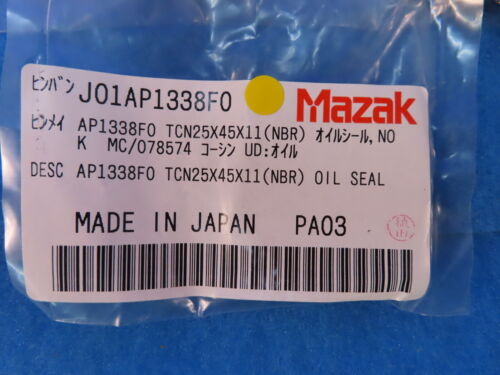 ﾋﾝﾊﾞﾝ J01AP1338F0
Mazak
ﾋﾝﾒｲ AP1338F0 TCN25X45X11(NBR) ｵｲﾙｼｰﾙ,NO
K MC/078574 ｺｰｼﾝ UD:ｵｲﾙ
DESC AP1338F0 TCN25X45X11(NBR) OIL SEAL
MADE IN JAPAN PA03